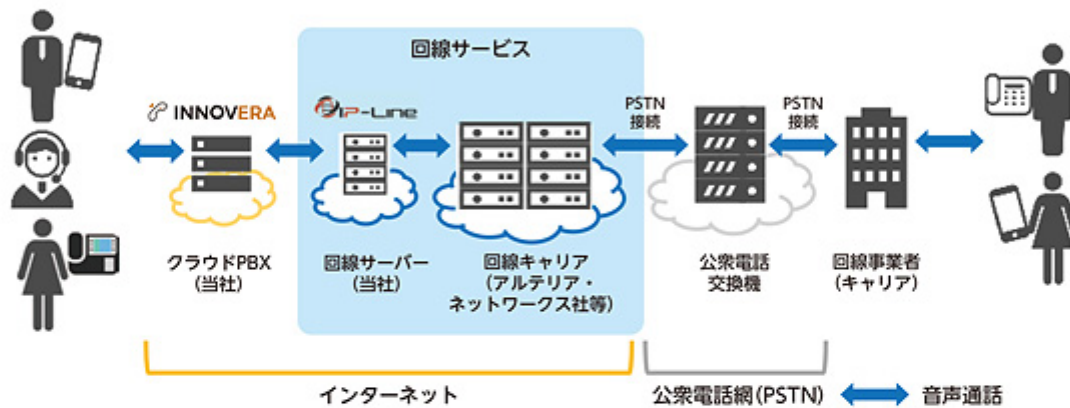 回線サービス
INNOVERA
IP-Line
PSTN
接続
PSTN
接続
クラウドPBX
(当社)
回線サーバー
(当社)
回線キャリア
(アルテリア・
ネットワークス社等)
公衆電話
交換機
回線事業者
(キャリア)
インターネット
公衆電話網(PSTN)
音声通話